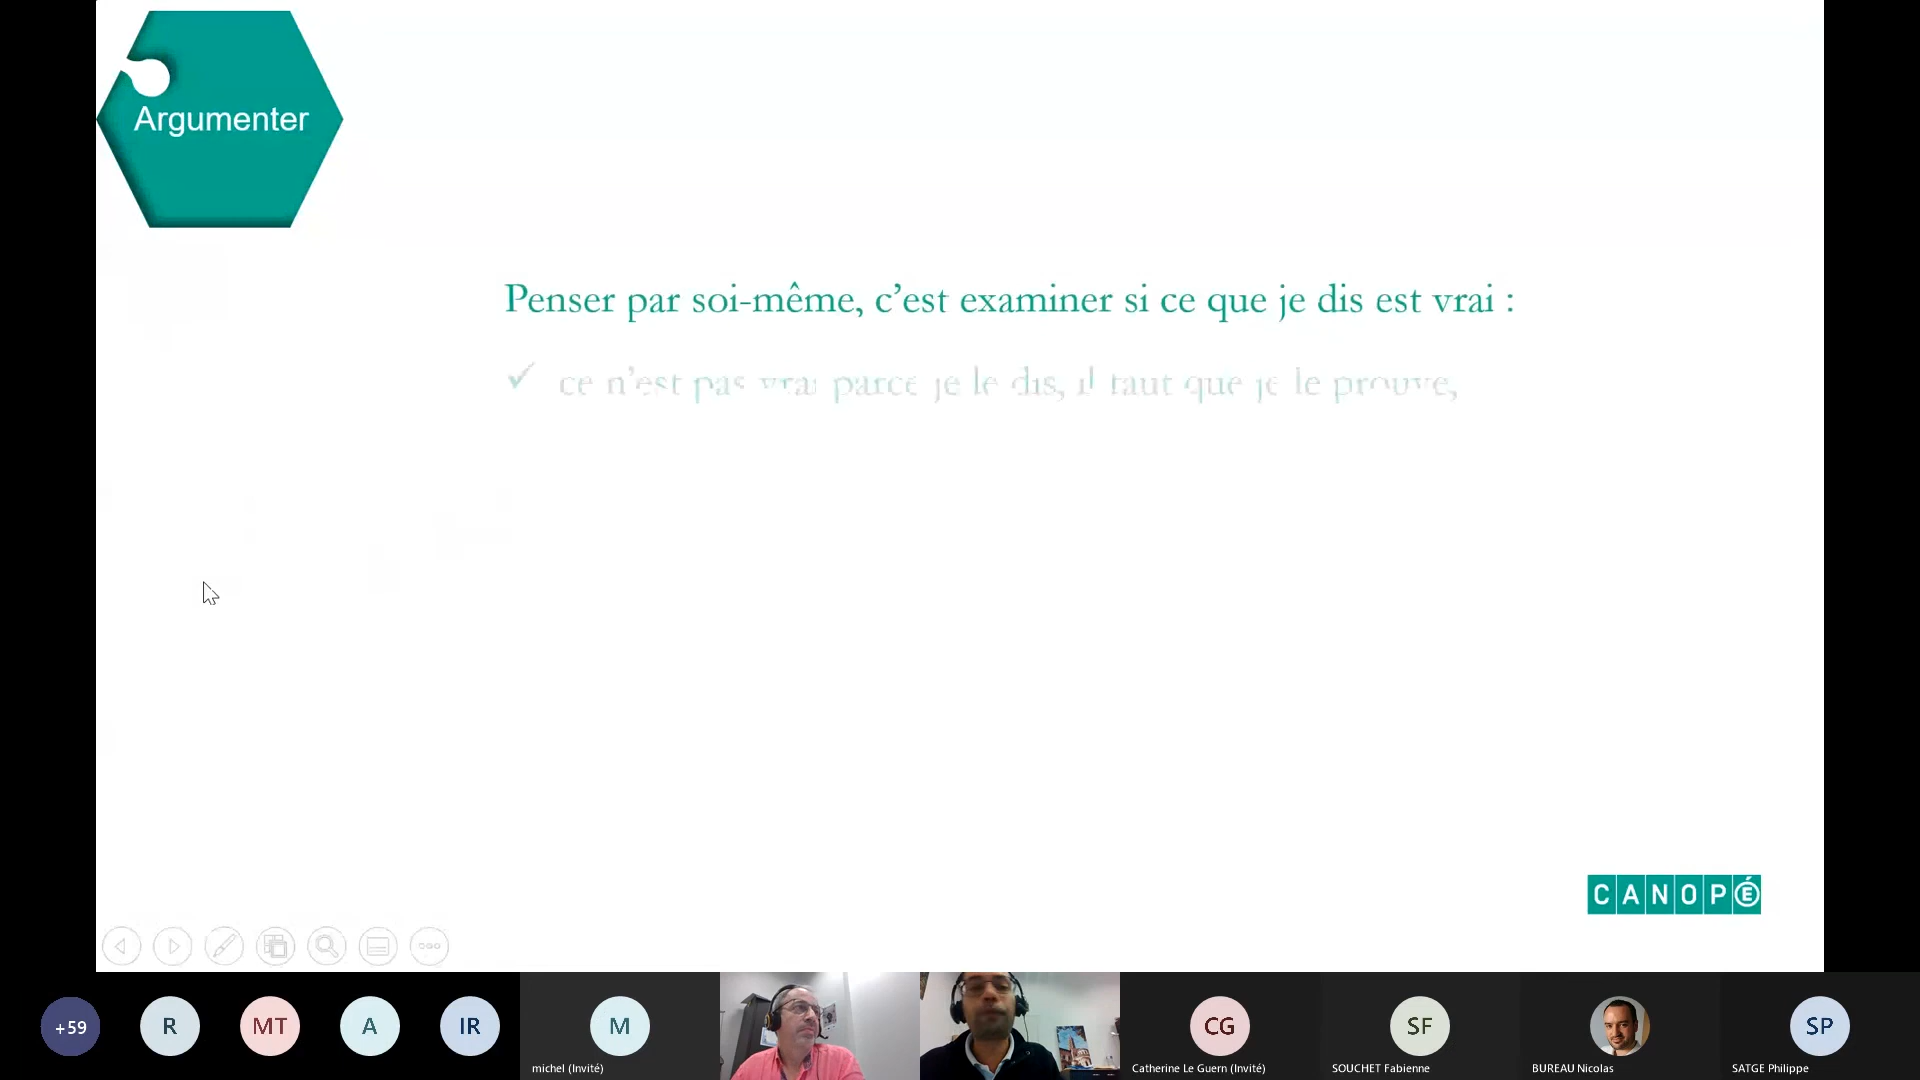 Argumenter
Penser par soi-même, c’est examiner si ce que je dis est vrai :
✓ ce n’est pas vrai parce je le dis, il faut que je le prouve,
CANOPÉ
+59
R
MT
A
IR
M
CG
SF
SP
michel (Invité)
Catherine Le Guern (Invité)
SOUCHET Fabienne
BUREAU Nicolas
SATGE Philippe